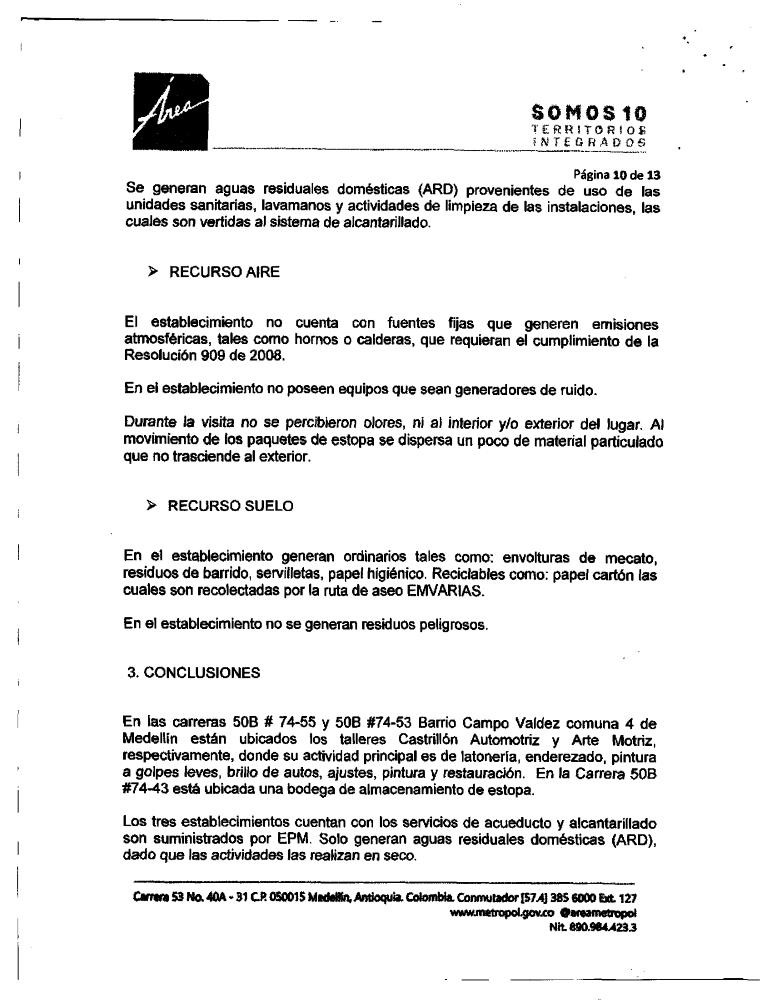 Área
SOMOS 10
TERRITORIOS
INTEGRADOS
Página 10 de 13
Se generan aguas residuales domésticas (ARD) provenientes de uso de las
unidades sanitarias, lavamanos y actividades de limpieza de las instalaciones, las
cuales son vertidas al sistema de alcantarillado.
➢ RECURSO AIRE
El establecimiento no cuenta con fuentes fijas que generen emisiones
atmosféricas, tales como hornos o calderas, que requieran el cumplimiento de la
Resolución 909 de 2008.
En el establecimiento no poseen equipos que sean generadores de ruido.
Durante la visita no se percibieron olores, ni al interior y/o exterior del lugar. Al
movimiento de los paquetes de estopa se dispersa un poco de material particulado
que no trasciende al exterior.
➢ RECURSO SUELO
En el establecimiento generan ordinarios tales como: envolturas de mecato,
residuos de barrido, servilletas, papel higiénico. Reciclables como: papel cartón las
cuales son recolectadas por la ruta de aseo EMVARIAS.
En el establecimiento no se generan residuos peligrosos.
3. CONCLUSIONES
En las carreras 50B # 74-55 y 50B #74-53 Barrio Campo Valdez comuna 4 de
Medellín están ubicados los talleres Castrillón Automotriz y Arte Motriz,
respectivamente, donde su actividad principal es de latonería, enderezado, pintura
a golpes leves, brillo de autos, ajustes, pintura y restauración. En la Carrera 50B
#74-43 está ubicada una bodega de almacenamiento de estopa.
Los tres establecimientos cuentan con los servicios de acueducto y alcantarillado
son suministrados por EPM. Solo generan aguas residuales domésticas (ARD),
dado que las actividades las realizan en seco.
Carrera 53 No. 40A - 31 C.P. 050015 Medellín, Antioquia. Colombia. Conmutador [57.4] 385 6000 Ext. 127
www.metropol.gov.co @areametropol
Nit. 890.984.423.3